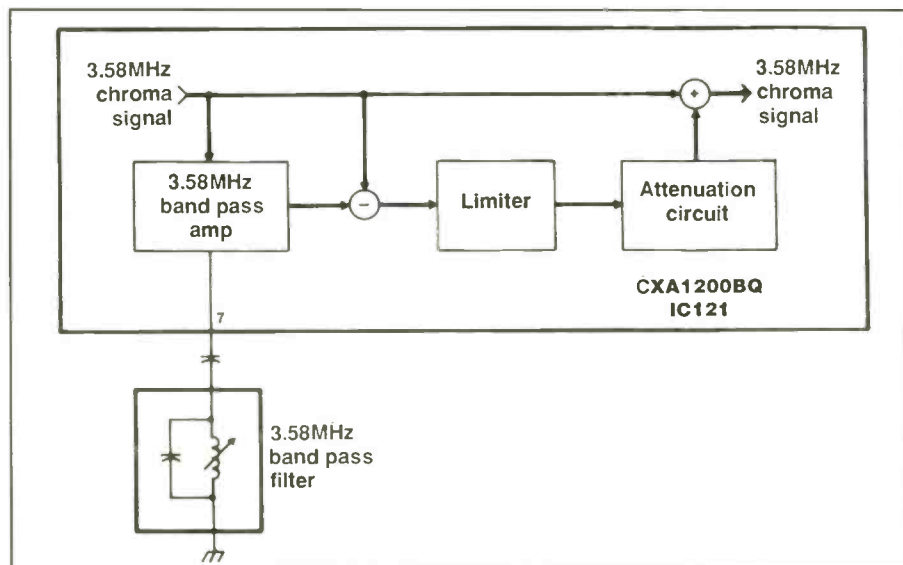 3.58MHz
chroma
signal
3.58MHz
chroma
signal
+
3.58MHz
band pass
amp
−
Limiter
Attenuation
circuit
CXA1200BQ
IC121
7
3.58MHz
band pass
filter